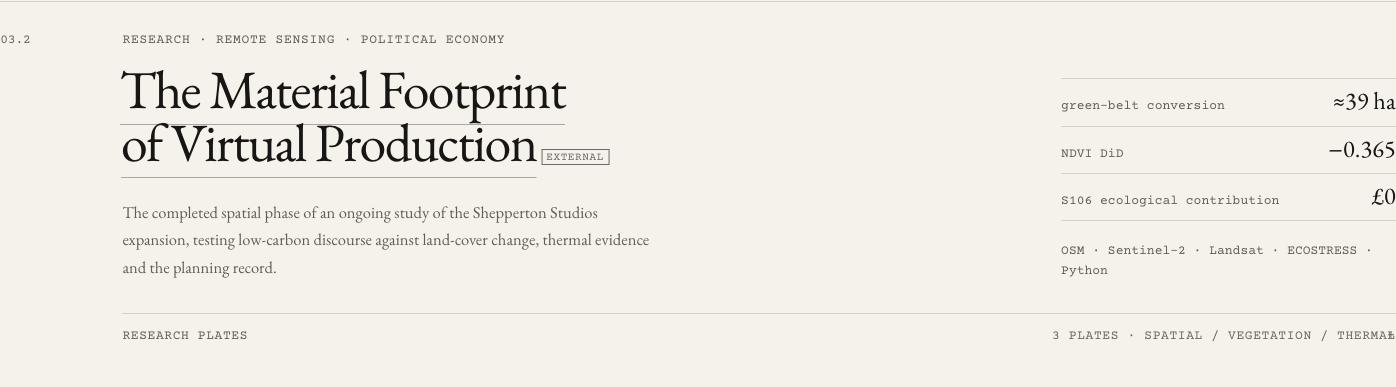 03.2
RESEARCH · REMOTE SENSING · POLITICAL ECONOMY
The Material Footprint
of Virtual Production EXTERNAL
The completed spatial phase of an ongoing study of the Shepperton Studios
expansion, testing low-carbon discourse against land-cover change, thermal evidence
and the planning record.
green-belt conversion ≈39 ha
NDVI DiD −0.365
S106 ecological contribution £0
OSM · Sentinel-2 · Landsat · ECOSTRESS ·
Python
RESEARCH PLATES
3 PLATES · SPATIAL / VEGETATION / THERMAL